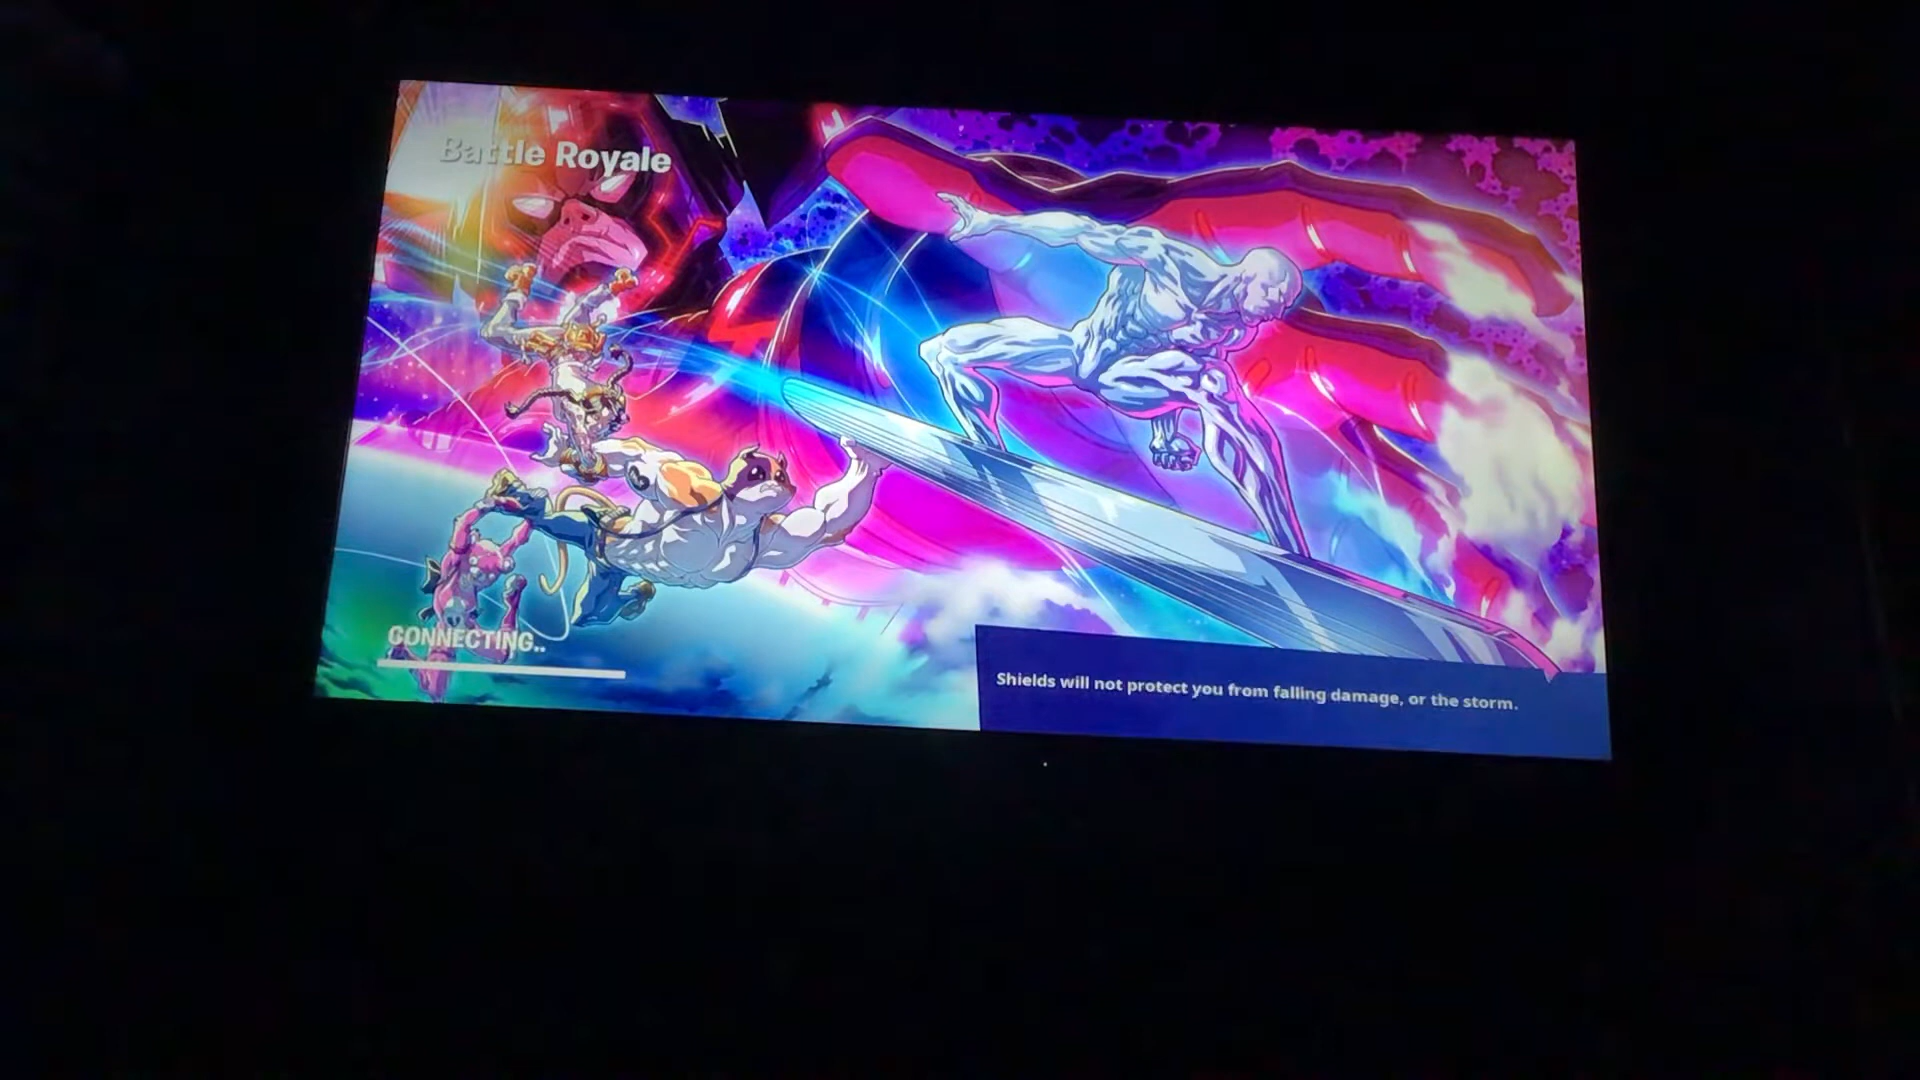 Battle Royale
CONNECTING..
Shields will not protect you from falling damage, or the storm.